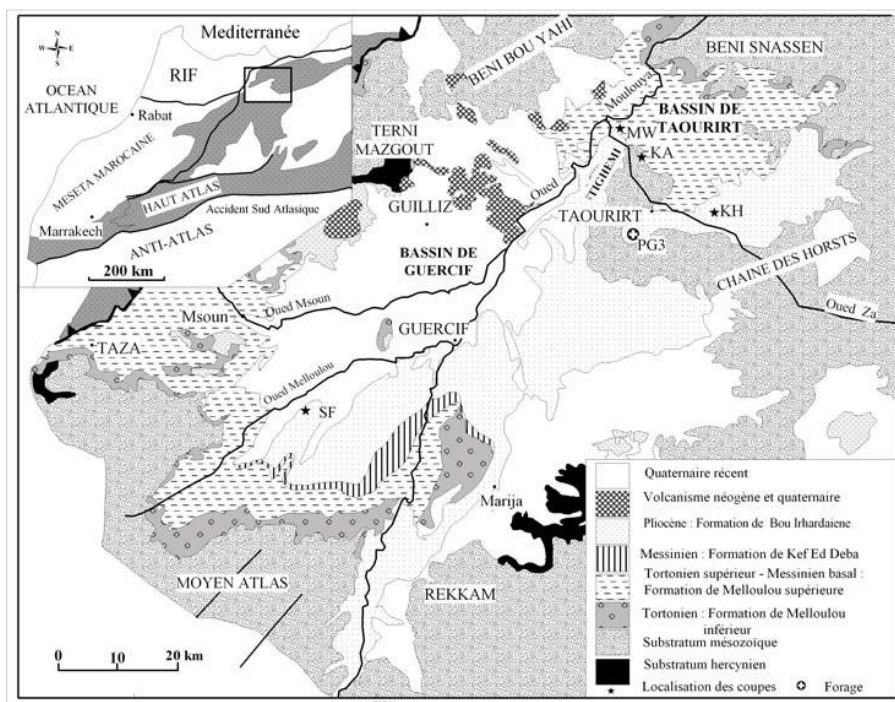 Mediterranée
RIF
OCEAN
ATLANTIQUE
Rabat
MESETA MAROCAINE
HAUT ATLAS
Marrakech
Accident Sud Atlasique
ANTI-ATLAS
200 km
N
W E
S
BENI BOU YAHI
BENI SNASSEN
Moulouya
BASSIN DE
TAOURIRT
MW
KA
TERNI
MAZGOUT
TIGHEMI
Oued
GUILLIZ
TAOURIRT
KH
PG3
BASSIN DE
GUERCIF
CHAINE DES HORSTS
Oued Msoun
Msoun
GUERCIF
Oued Za
TAZA
Oued Melloulou
SF
Marija
MOYEN ATLAS
REKKAM
0 10 20 km
Quaternaire récent
Volcanisme néogène et quaternaire
Pliocène : Formation de Bou Irhardaiene
Messinien : Formation de Kef Ed Deba
Tortonien supérieur - Messinien basal :
Formation de Melloulou supérieure
Tortonien : Formation de Melloulou
inférieur
Substratum mésozoïque
Substratum hercynien
Localisation des coupes
Forage